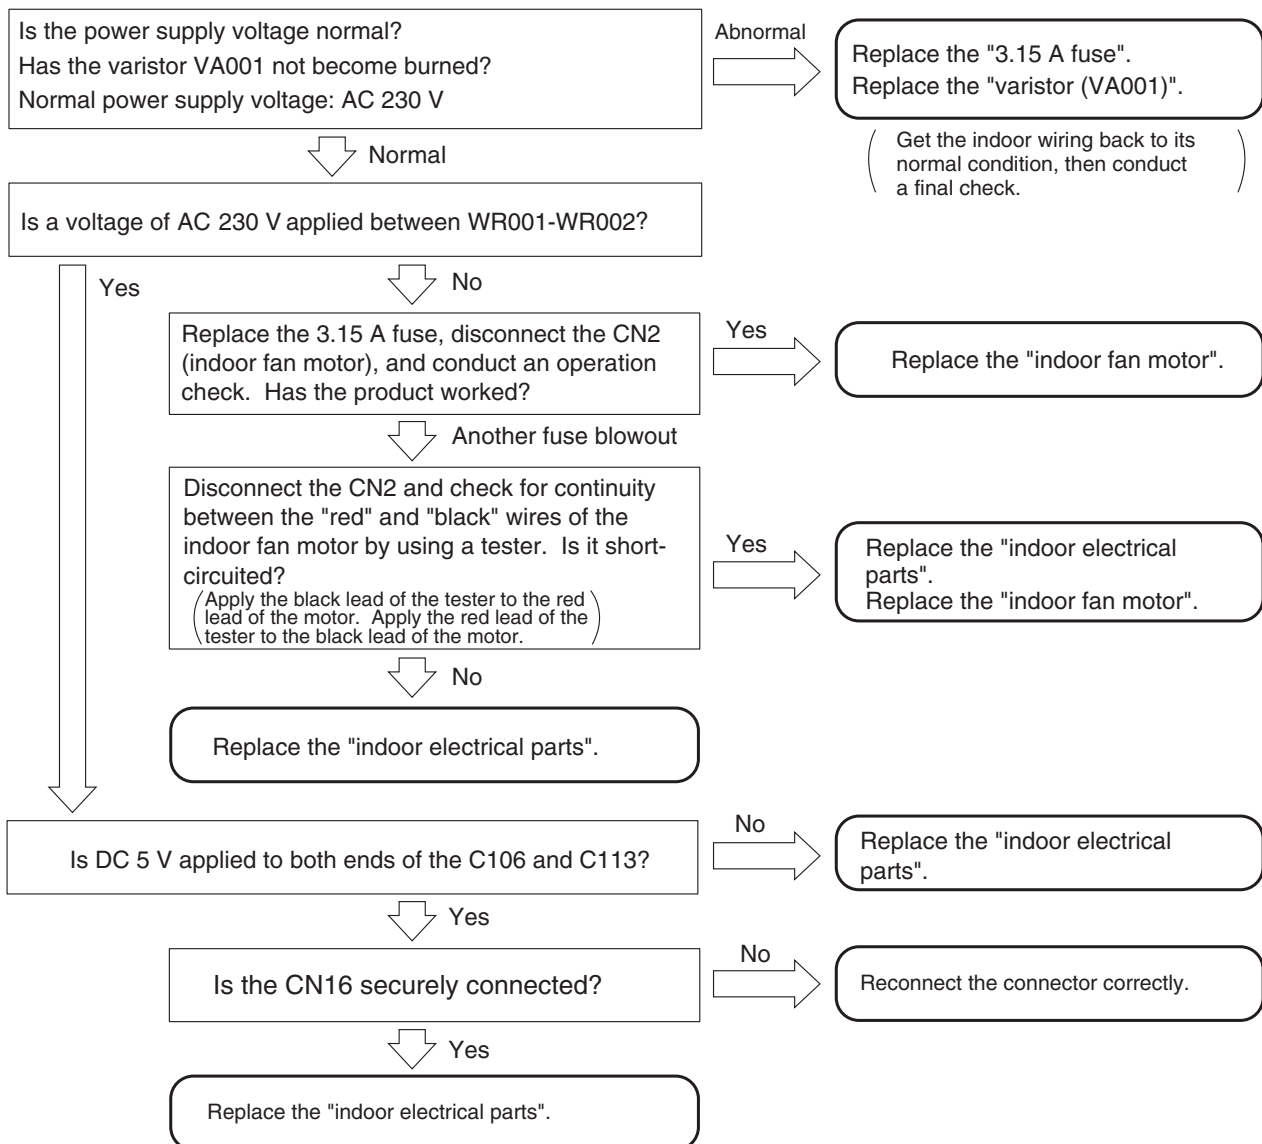 Is the power supply voltage normal?
Has the varistor VA001 not become burned?
Normal power supply voltage: AC 230 V
Abnormal
Replace the "3.15 A fuse".
Replace the "varistor (VA001)".
Get the indoor wiring back to its
normal condition, then conduct
a final check.
Normal
Is a voltage of AC 230 V applied between WR001-WR002?
Yes
No
Replace the 3.15 A fuse, disconnect the CN2
(indoor fan motor), and conduct an operation
check. Has the product worked?
Yes
Replace the "indoor fan motor".
Another fuse blowout
Disconnect the CN2 and check for continuity
between the "red" and "black" wires of the
indoor fan motor by using a tester. Is it short-
circuited?
Apply the black lead of the tester to the red
lead of the motor. Apply the red lead of the
tester to the black lead of the motor.
Yes
Replace the "indoor electrical
parts".
Replace the "indoor fan motor".
No
Replace the "indoor electrical parts".
Is DC 5 V applied to both ends of the C106 and C113?
No
Replace the "indoor electrical
parts".
Yes
Is the CN16 securely connected?
No
Reconnect the connector correctly.
Yes
Replace the "indoor electrical parts".